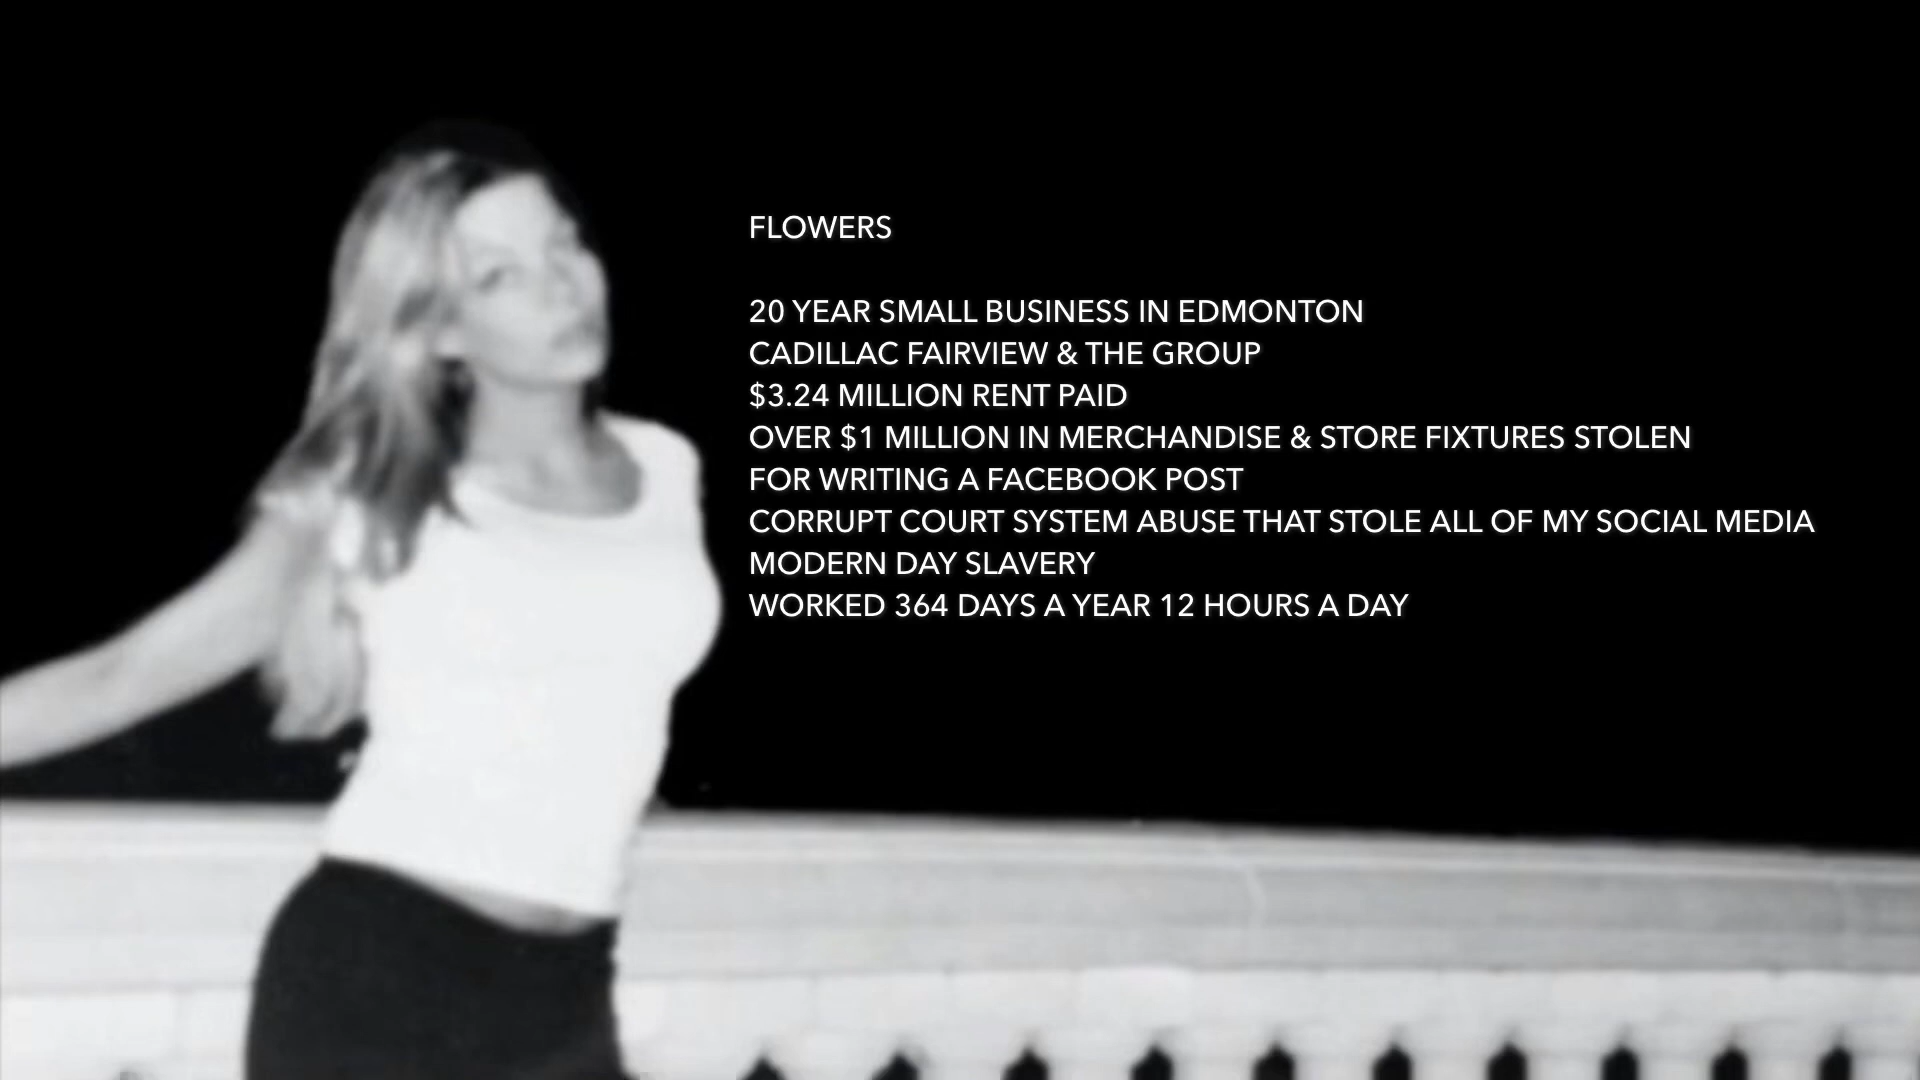 FLOWERS
20 YEAR SMALL BUSINESS IN EDMONTON
CADILLAC FAIRVIEW & THE GROUP
$3.24 MILLION RENT PAID
OVER $1 MILLION IN MERCHANDISE & STORE FIXTURES STOLEN
FOR WRITING A FACEBOOK POST
CORRUPT COURT SYSTEM ABUSE THAT STOLE ALL OF MY SOCIAL MEDIA
MODERN DAY SLAVERY
WORKED 364 DAYS A YEAR 12 HOURS A DAY